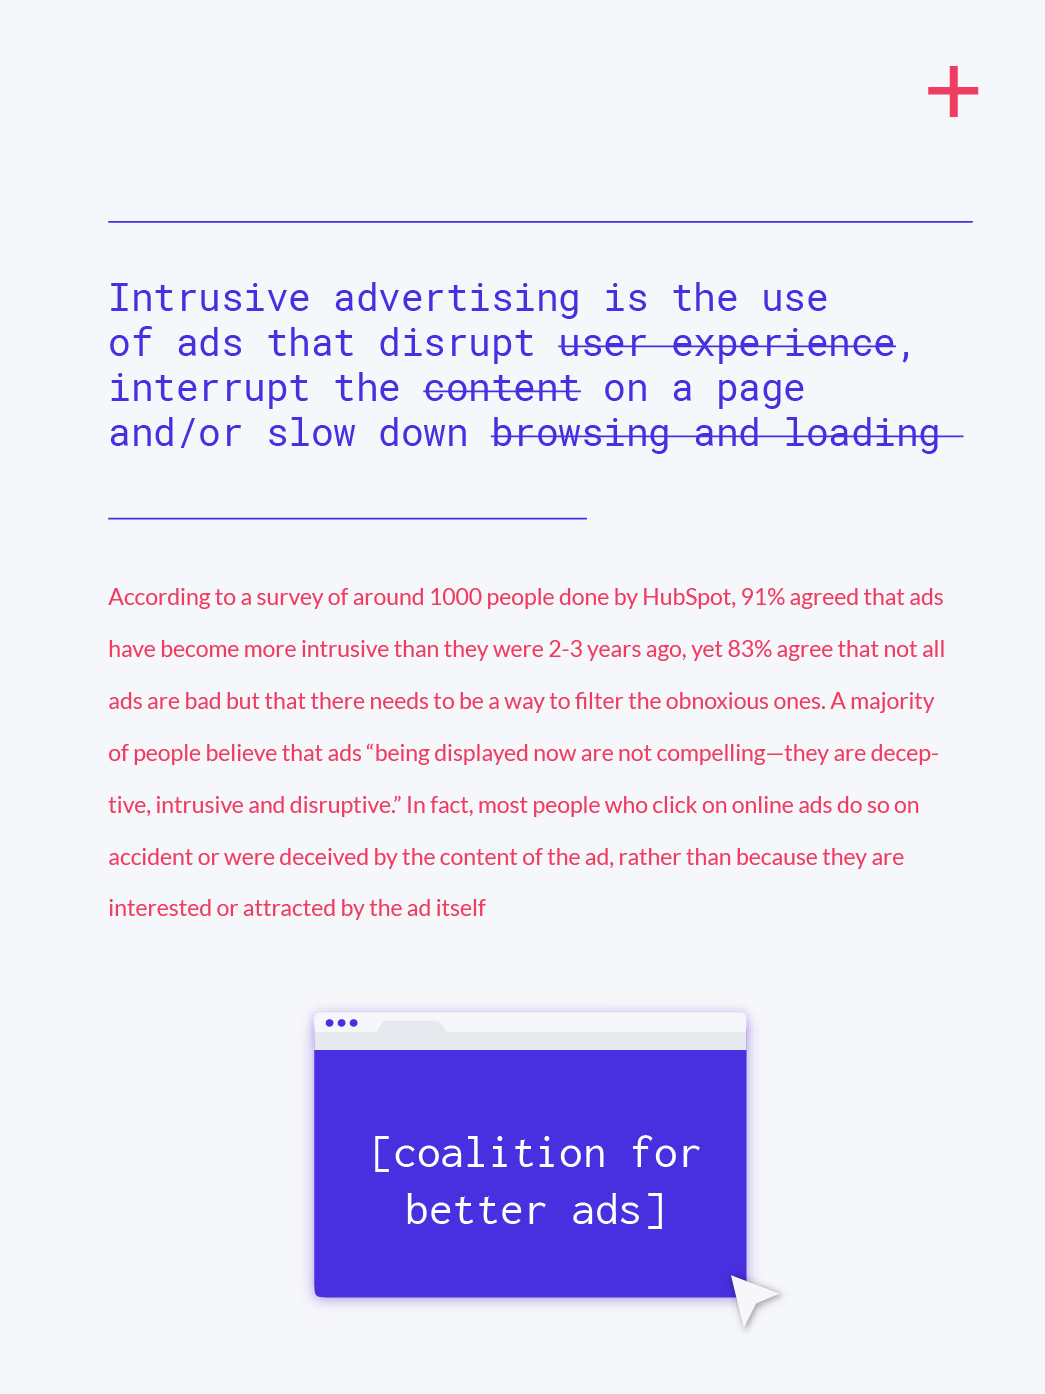 Intrusive advertising is the use
of ads that disrupt user experience,
interrupt the content on a page
and/or slow down browsing and loading
According to a survey of around 1000 people done by HubSpot, 91% agreed that ads
have become more intrusive than they were 2-3 years ago, yet 83% agree that not all
ads are bad but that there needs to be a way to filter the obnoxious ones. A majority
of people believe that ads “being displayed now are not compelling—they are decep-
tive, intrusive and disruptive.” In fact, most people who click on online ads do so on
accident or were deceived by the content of the ad, rather than because they are
interested or attracted by the ad itself
[coalition for
better ads]